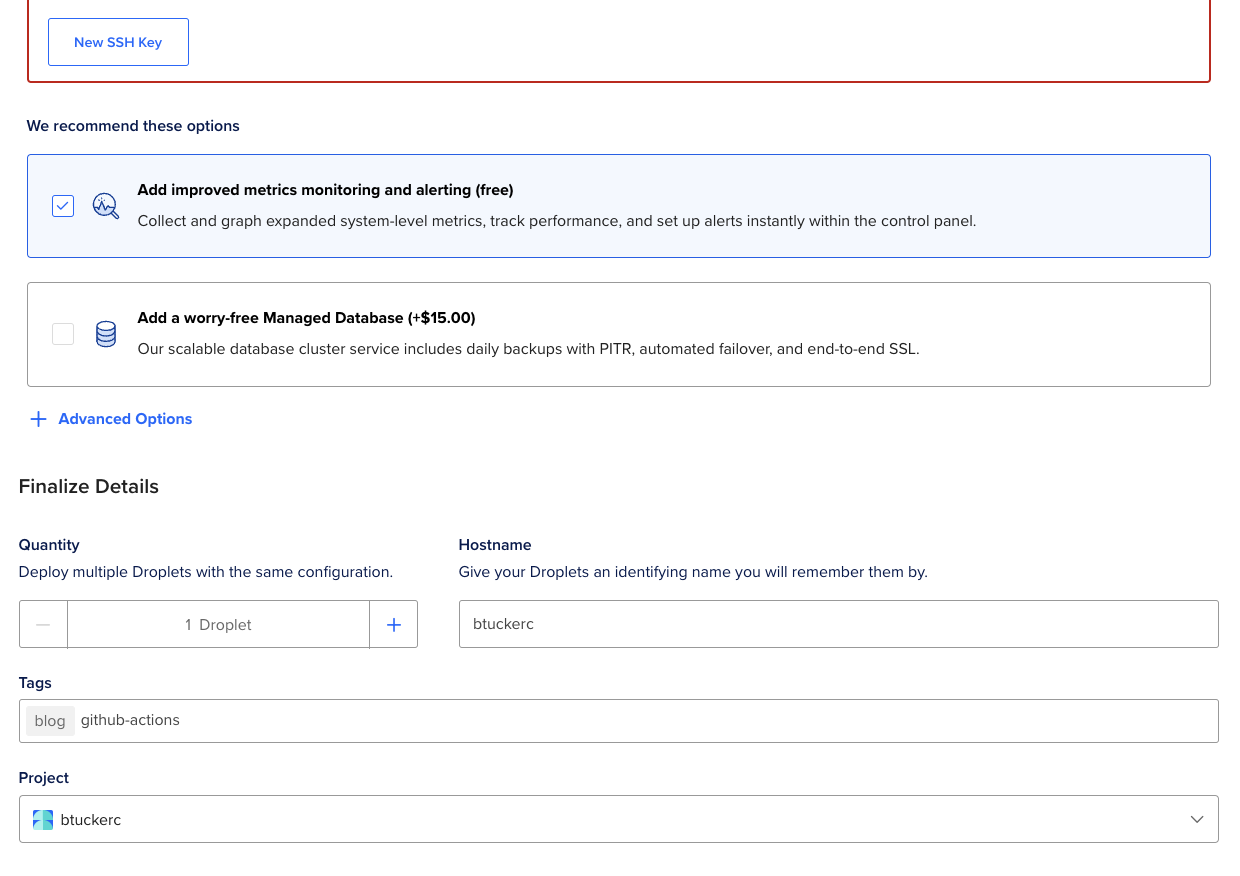 New SSH Key
We recommend these options
Add improved metrics monitoring and alerting (free)
Collect and graph expanded system-level metrics, track performance, and set up alerts instantly within the control panel.
Add a worry-free Managed Database (+$15.00)
Our scalable database cluster service includes daily backups with PITR, automated failover, and end-to-end SSL.
Advanced Options
Finalize Details
Quantity
Deploy multiple Droplets with the same configuration.
1 Droplet
Hostname
Give your Droplets an identifying name you will remember them by.
btuckerc
Tags
blog github-actions
Project
btuckerc